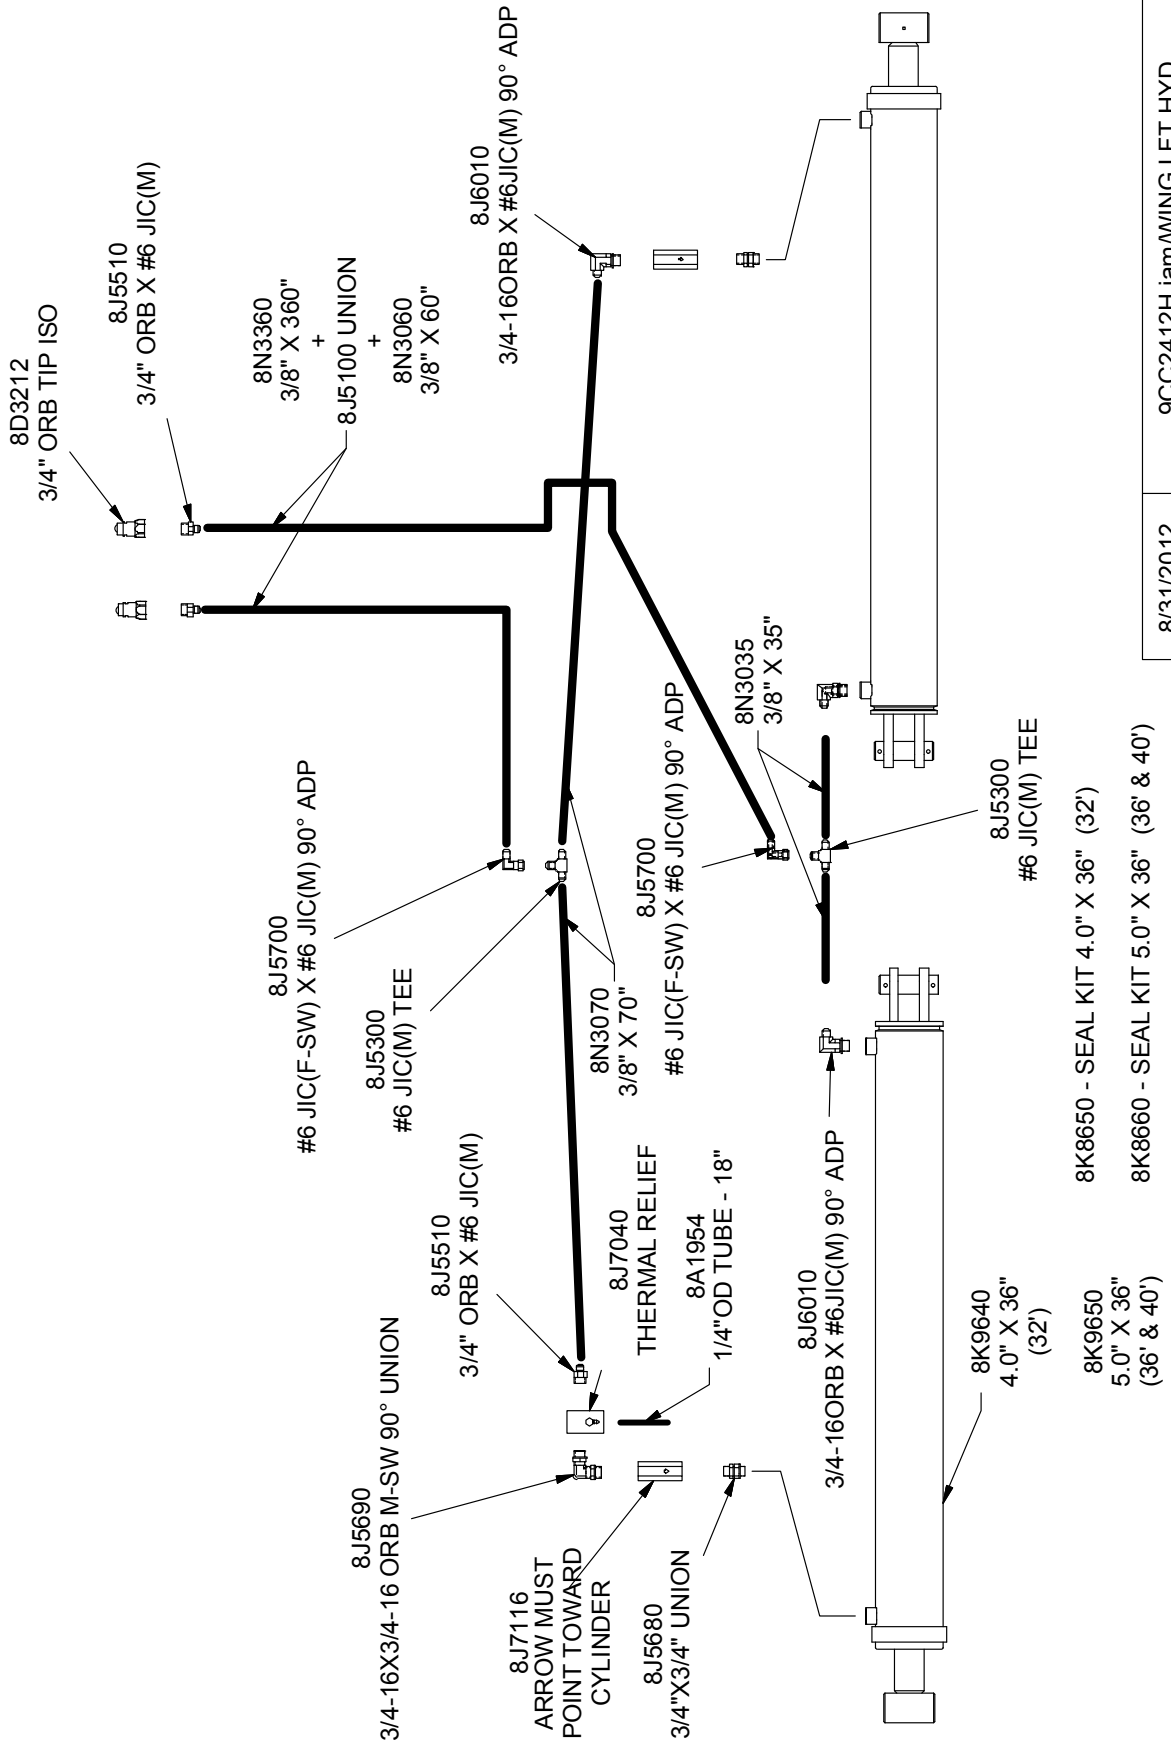 8D3212
3/4" ORB TIP ISO
8J5510
3/4" ORB X #6 JIC(M)
8N3360
3/8" X 360"
+
8J5100 UNION
+
8N3060
3/8" X 60"
8J6010
3/4-16ORB X #6JIC(M) 90° ADP
8J5700
#6 JIC(F-SW) X #6 JIC(M) 90° ADP
8J5300
#6 JIC(M) TEE
8N3070
3/8" X 70"
8J5700
#6 JIC(F-SW) X #6 JIC(M) 90° ADP
8N3035
3/8" X 35"
8J5300
#6 JIC(M) TEE
8J5690
3/4-16X3/4-16 ORB M-SW 90° UNION
8J5510
3/4" ORB X #6 JIC(M)
8J7040
THERMAL RELIEF
8A1954
1/4"OD TUBE - 18"
8J7116
ARROW MUST
POINT TOWARD
CYLINDER
8J5680
3/4"X3/4" UNION
8J6010
3/4-16ORB X #6JIC(M) 90° ADP
8K9640
4.0" X 36"
(32')
8K9650
5.0" X 36"
(36' & 40')
8K8650 - SEAL KIT 4.0" X 36" (32')
8K8660 - SEAL KIT 5.0" X 36" (36' & 40')
8/31/2012
9CC2412H.iam/WING LFT HYD